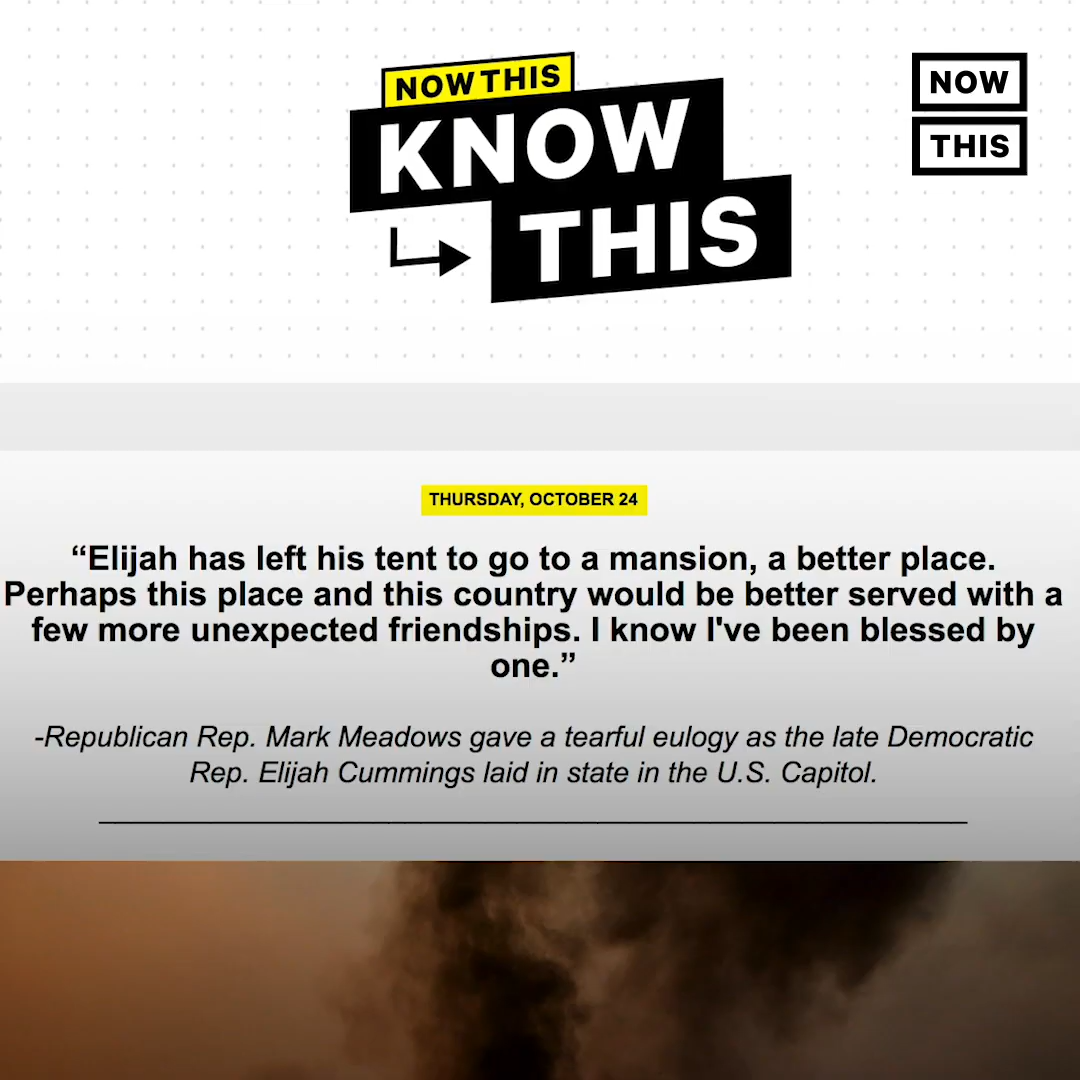 NOW THIS
KNOW
THIS
NOW
THIS
THURSDAY, OCTOBER 24
“Elijah has left his tent to go to a mansion, a better place.
Perhaps this place and this country would be better served with a
few more unexpected friendships. I know I've been blessed by
one.”
-Republican Rep. Mark Meadows gave a tearful eulogy as the late Democratic
Rep. Elijah Cummings laid in state in the U.S. Capitol.